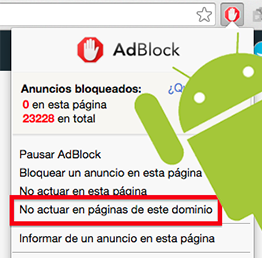 AdBlock
Anuncios bloqueados:
0 en esta página
23228 en total
Pausar AdBlock
Bloquear un anuncio en esta página
No actuar en esta página
No actuar en páginas de este dominio
Informar de un anuncio en esta página